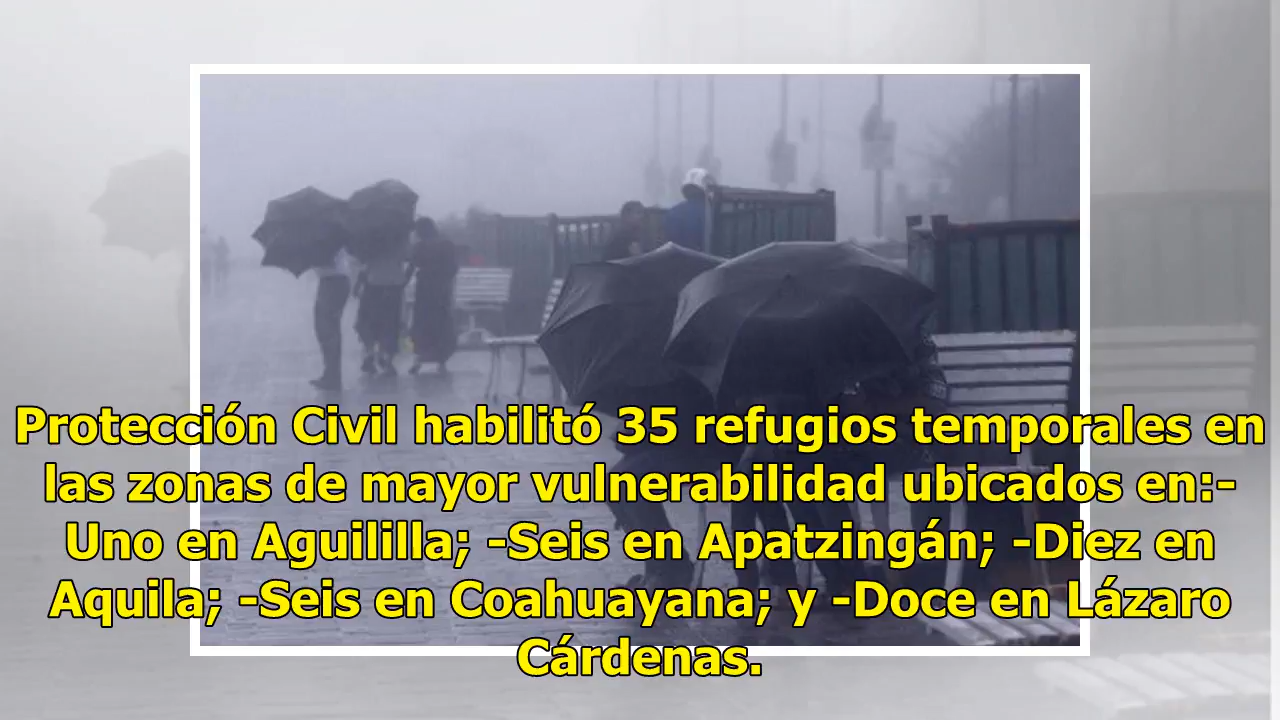 Protección Civil habilitó 35 refugios temporales en
las zonas de mayor vulnerabilidad ubicados en:-
Uno en Aguililla; -Seis en Apatzingán; -Diez en
Aquila; -Seis en Coahuayana; y -Doce en Lázaro
Cárdenas.